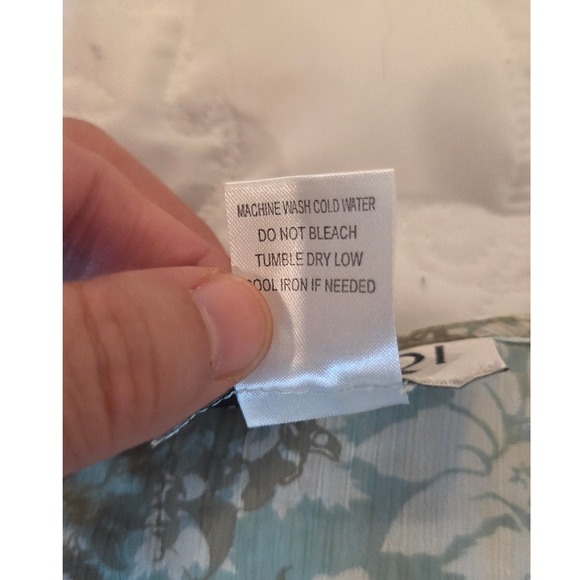 MACHINE WASH COLD WATER
DO NOT BLEACH
TUMBLE DRY LOW
OOL IRON IF NEEDED